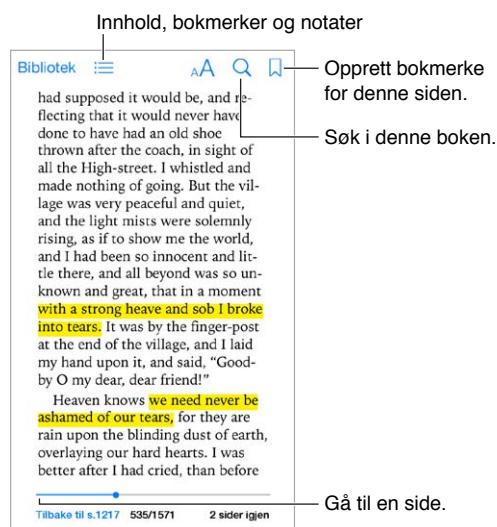 Innhold, bokmerker og notater
Bibliotek
AA
Opprett bokmerke
for denne siden.
Søk i denne boken.
had supposed it would be, and re-
flecting that it would never have
done to have had an old shoe
thrown after the coach, in sight of
all the High-street. I whistled and
made nothing of going. But the vil-
lage was very peaceful and quiet,
and the light mists were solemnly
rising, as if to show me the world,
and I had been so innocent and lit-
tle there, and all beyond was so un-
known and great, that in a moment
with a strong heave and sob I broke
into tears. It was by the finger-post
at the end of the village, and I laid
my hand upon it, and said, “Good-
by O my dear, dear friend!”
Heaven knows we need never be
ashamed of our tears, for they are
rain upon the blinding dust of earth,
overlaying our hard hearts. I was
better after I had cried, than before
Gå til en side.
Tilbake til s.1217 535/1571 2 sider igjen